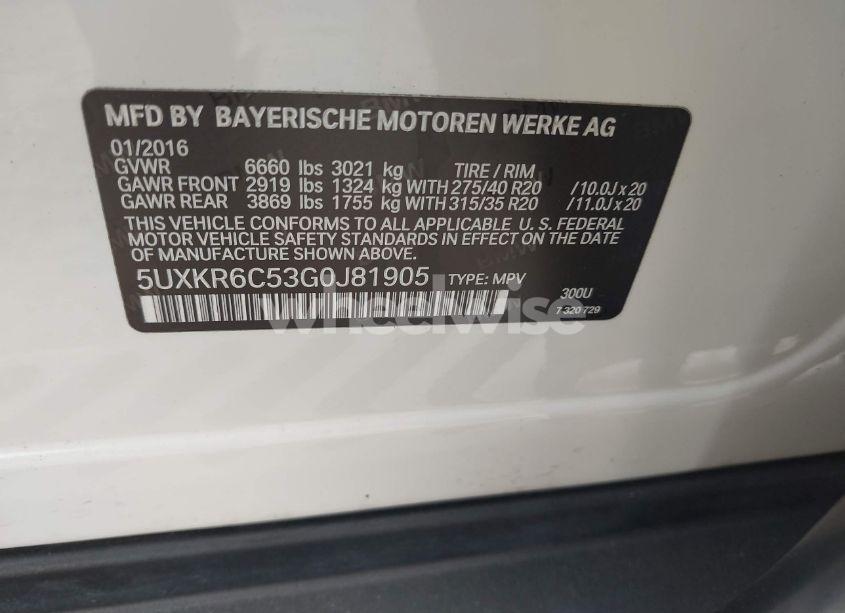 MFD BY BAYERISCHE MOTOREN WERKE AG
01/2016
GVWR 6660 lbs 3021 kg TIRE / RIM
GAWR FRONT 2919 lbs 1324 kg WITH 275/40 R20 /10.0J x 20
GAWR REAR 3869 lbs 1755 kg WITH 315/35 R20 /11.0J x 20
THIS VEHICLE CONFORMS TO ALL APPLICABLE U. S. FEDERAL
MOTOR VEHICLE SAFETY STANDARDS IN EFFECT ON THE DATE
OF MANUFACTURE SHOWN ABOVE.
5UXKR6C53G0J81905 TYPE: MPV
300U
7 320 729
wheelwise